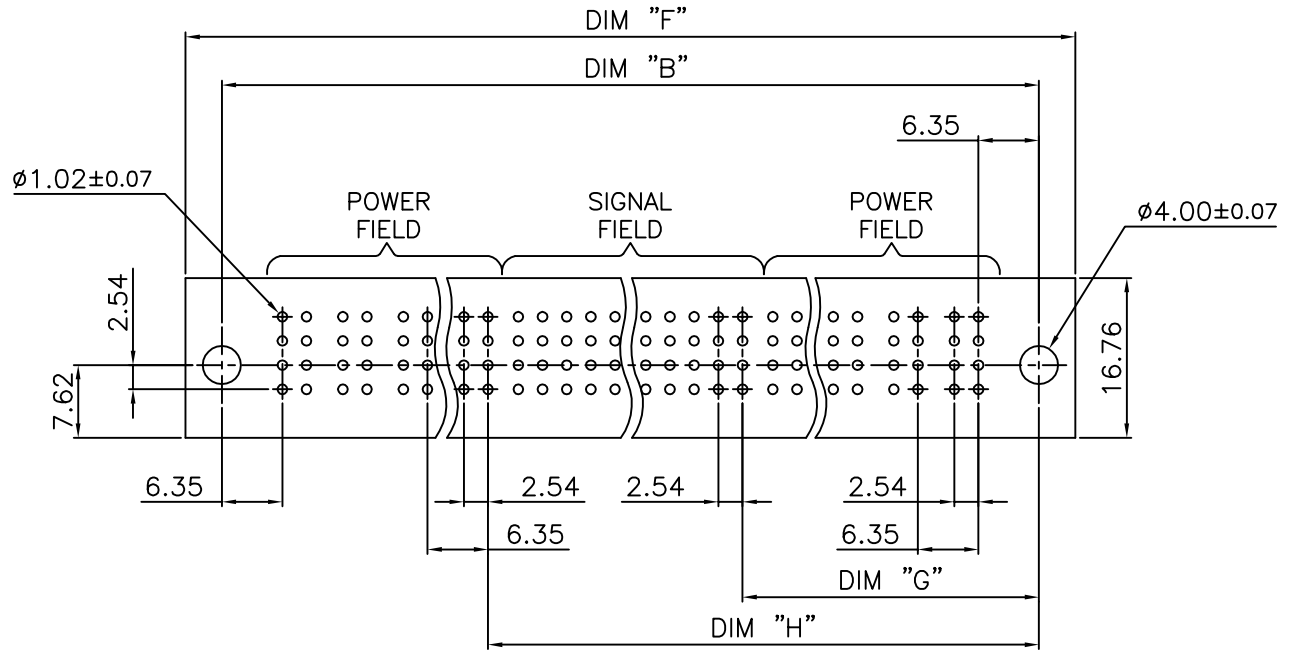 DIM "F"
DIM "B"
6.35
ø1.02±0.07
POWER
FIELD
SIGNAL
FIELD
POWER
FIELD
ø4.00±0.07
2.54
7.62
16.76
6.35
2.54
2.54
2.54
6.35
6.35
DIM "G"
DIM "H"